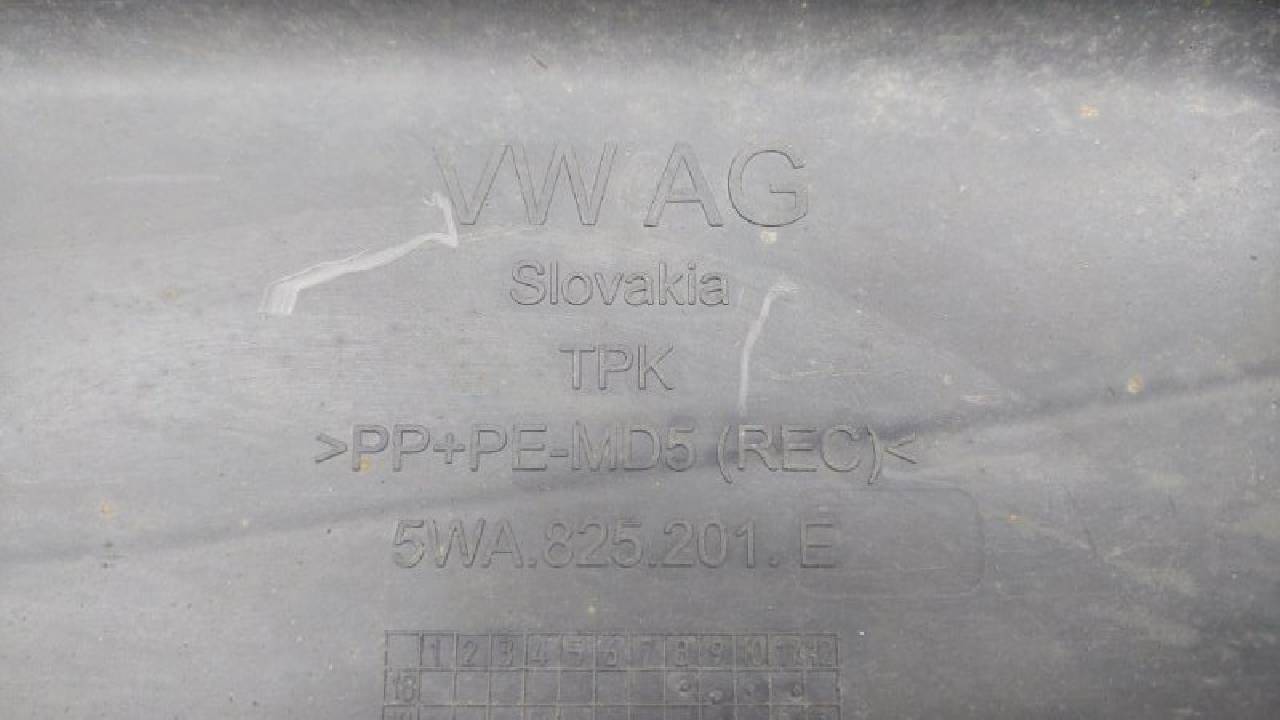 VW AG
Slovakia
TPK
>PP+PE-MD5 (REC)<
5WA.825.201. E
1 2 3 4 5 6 7 8 9 10 11 12
18